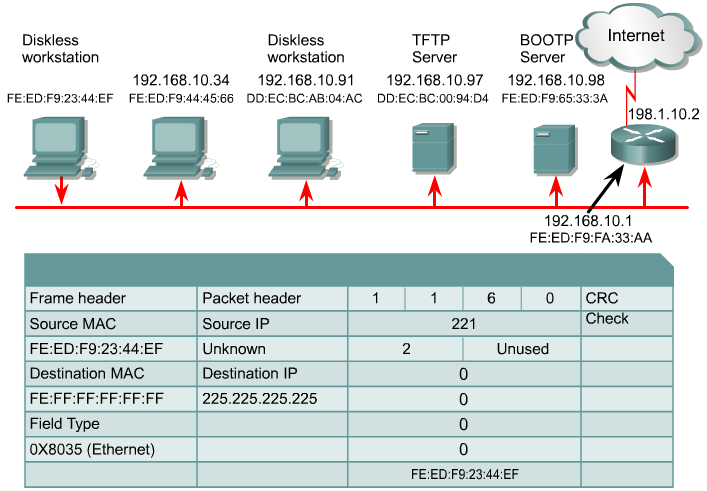 Diskless
workstation
FE:ED:F9:23:44:EF
192.168.10.34
FE:ED:F9:44:45:66
Diskless
workstation
192.168.10.91
DD:EC:BC:AB:04:AC
TFTP
Server
192.168.10.97
DD:EC:BC:00:94:D4
BOOTP
Server
192.168.10.98
FE:ED:F9:65:33:3A
Internet
198.1.10.2
192.168.10.1
FE:ED:F9:FA:33:AA
Frame header Packet header 1 1 6 0 CRC
Check
Source MAC Source IP 221
FE:ED:F9:23:44:EF Unknown 2 Unused
Destination MAC Destination IP 0
FE:FF:FF:FF:FF:FF 225.225.225.225 0
Field Type 0
0X8035 (Ethernet) 0
FE:ED:F9:23:44:EF